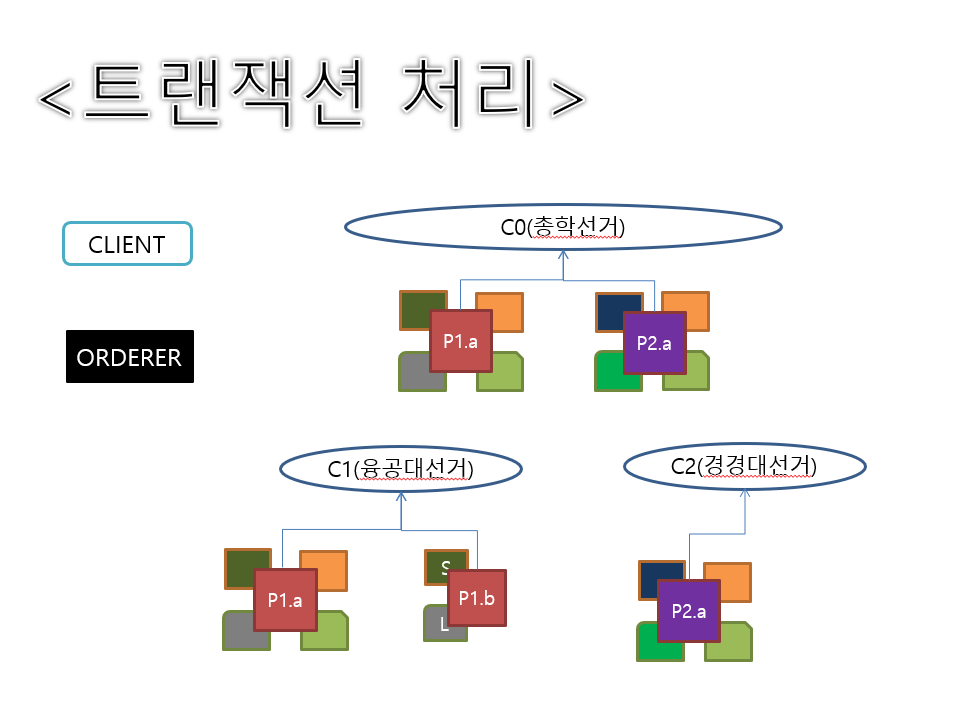 <트랜잭션 처리>
CLIENT
C0(총학선거)
ORDERER
P1.a
P2.a
C1(융공대선거)
C2(경경대선거)
P1.a
S
P1.b
L
P2.a